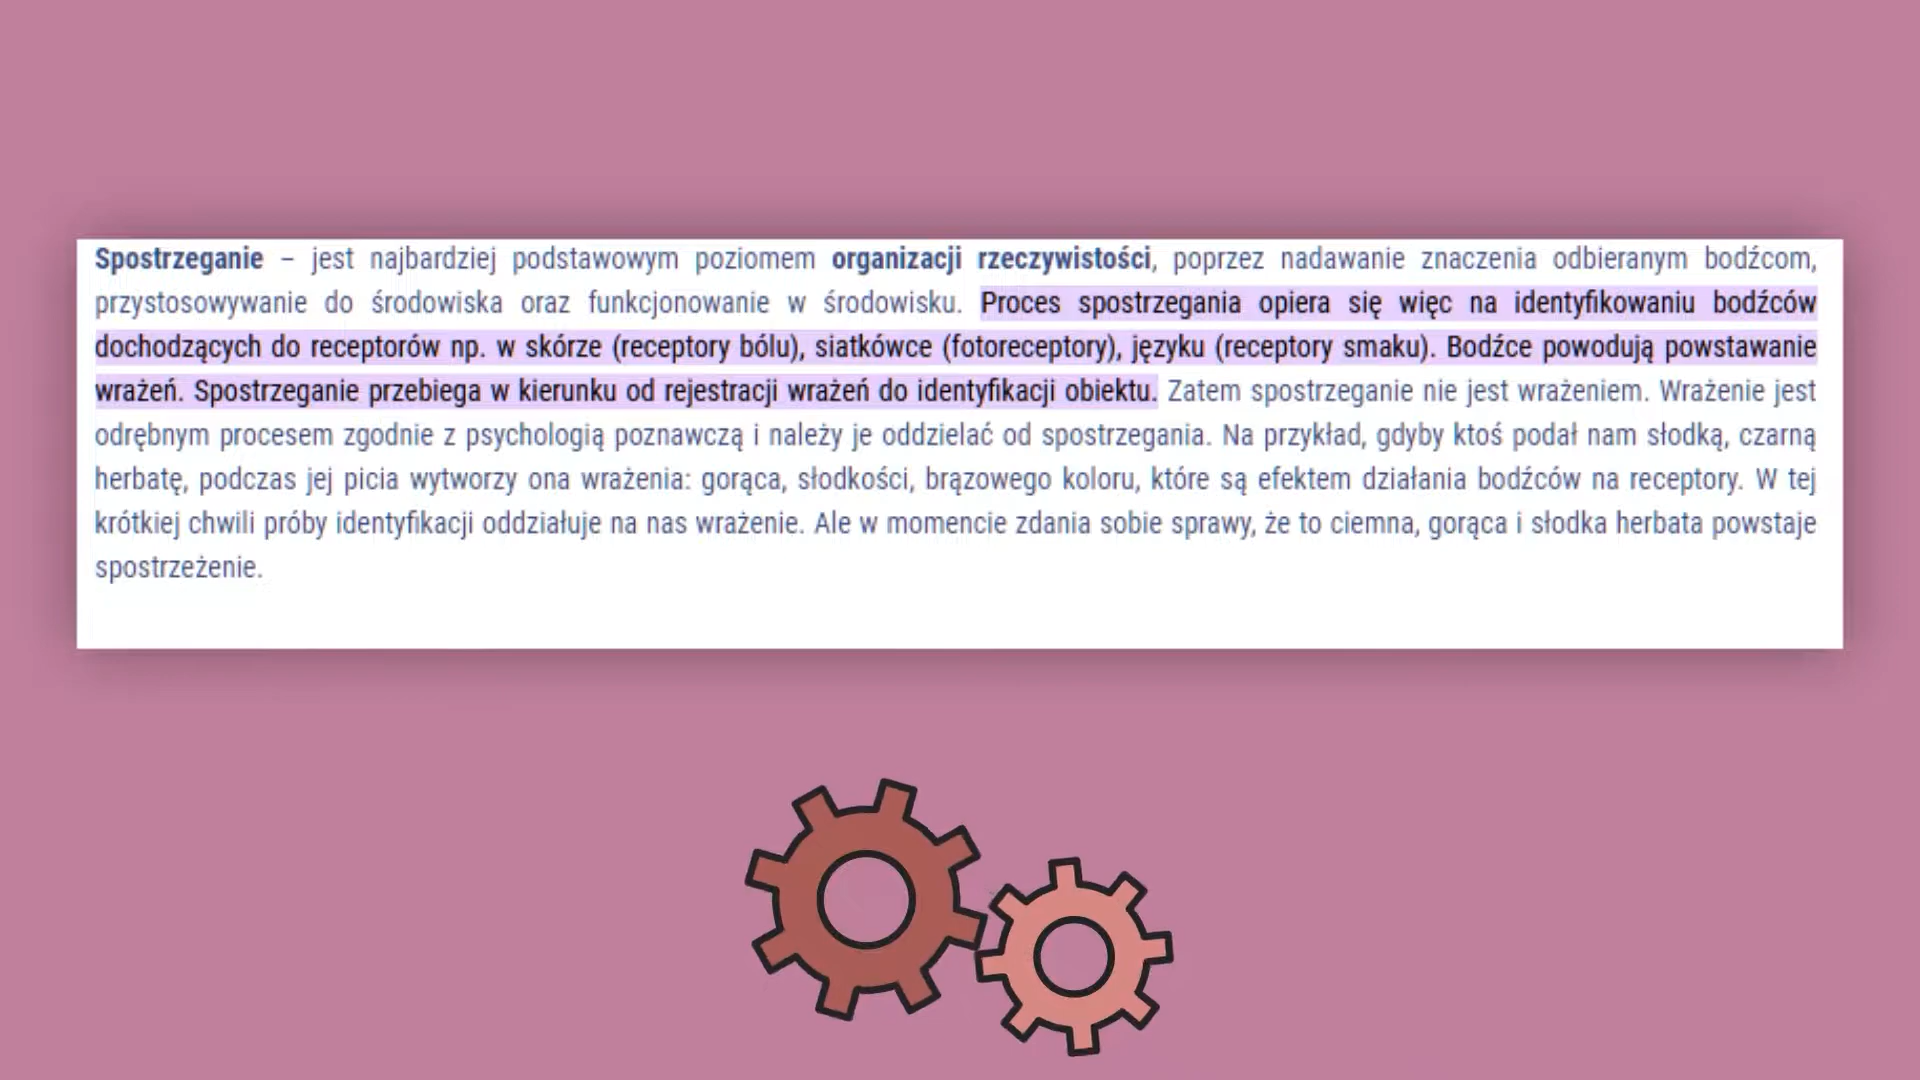 Spostrzeganie – jest najbardziej podstawowym poziomem organizacji rzeczywistości, poprzez nadawanie znaczenia odbieranym bodźcom,
przystosowywanie do środowiska oraz funkcjonowanie w środowisku. Proces spostrzegania opiera się więc na identyfikowaniu bodźców
dochodzących do receptorów np. w skórze (receptory bólu), siatkówce (fotoreceptory), języku (receptory smaku). Bodźce powodują powstawanie
wrażeń. Spostrzeganie przebiega w kierunku od rejestracji wrażeń do identyfikacji obiektu. Zatem spostrzeganie nie jest wrażeniem. Wrażenie jest
odrębnym procesem zgodnie z psychologią poznawczą i należy je oddzielać od spostrzegania. Na przykład, gdyby ktoś podał nam słodką, czarną
herbatę, podczas jej picia wytworzy ona wrażenia: gorąca, słodkości, brązowego koloru, które są efektem działania bodźców na receptory. W tej
krótkiej chwili próby identyfikacji oddziałuje na nas wrażenie. Ale w momencie zdania sobie sprawy, że to ciemna, gorąca i słodka herbata powstaje
spostrzeżenie.